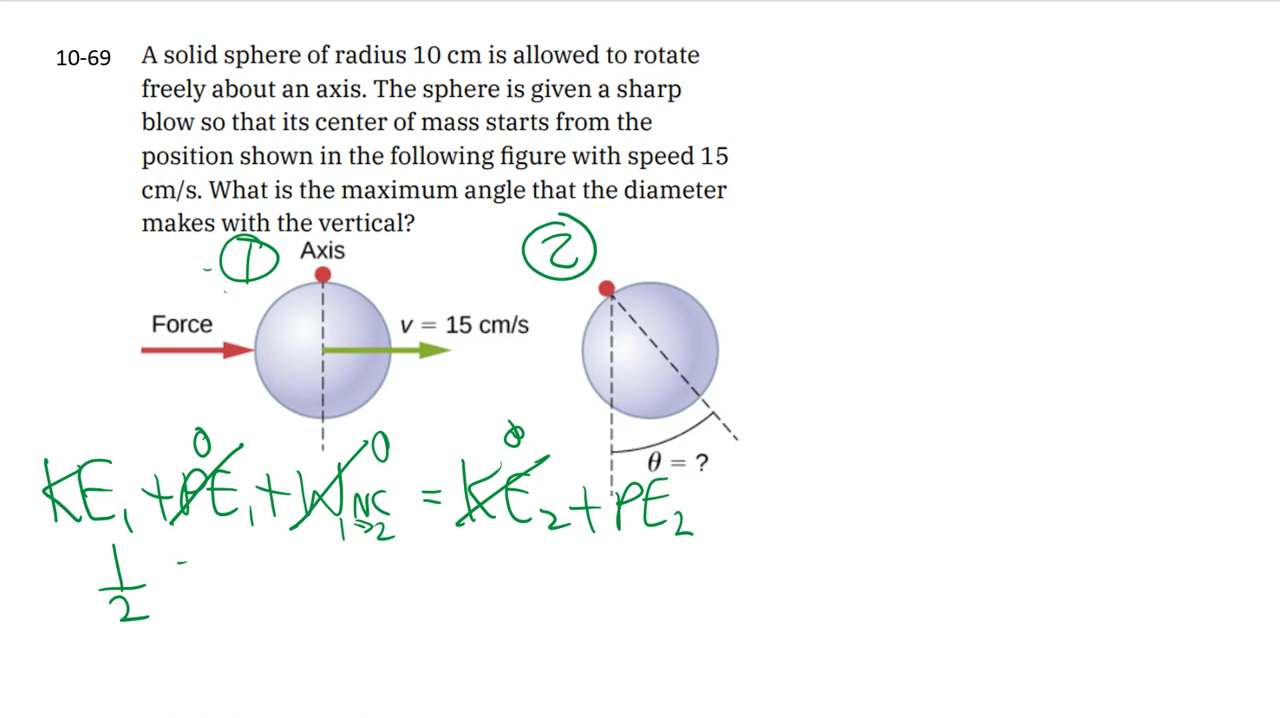 10-69 A solid sphere of radius 10 cm is allowed to rotate
freely about an axis. The sphere is given a sharp
blow so that its center of mass starts from the
position shown in the following figure with speed 15
cm/s. What is the maximum angle that the diameter
makes with the vertical?
① Axis ②
Force v = 15 cm/s
θ = ?
0 0 0
KE₁ + PE₁ + W NC 1→2 = KE₂ + PE₂
1/2